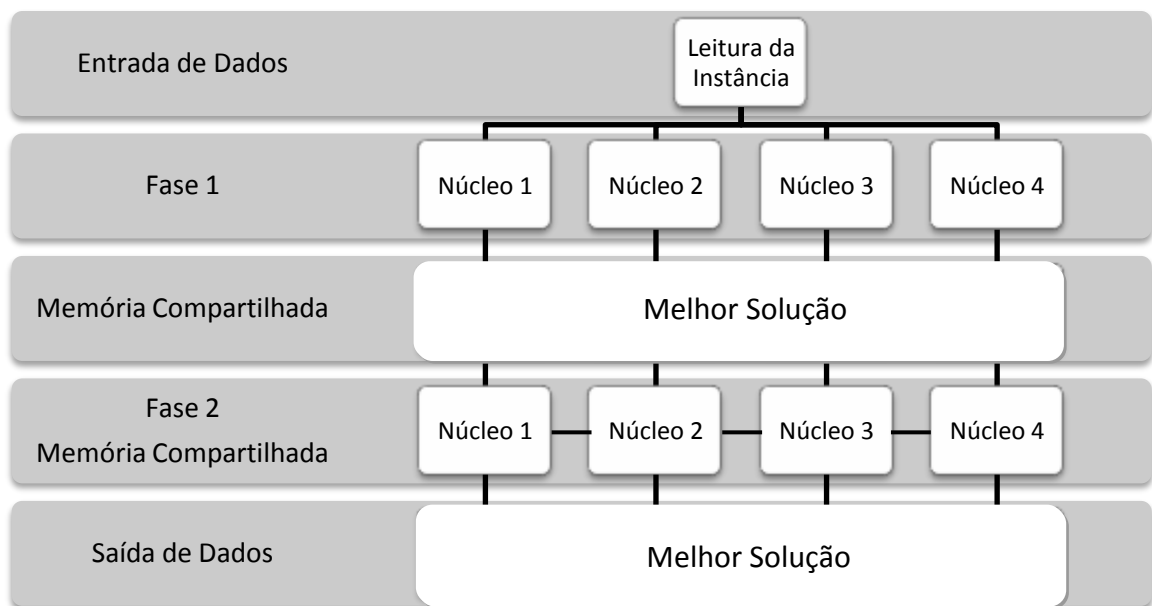 Entrada de Dados
Leitura da
Instância
Fase 1
Núcleo 1
Núcleo 2
Núcleo 3
Núcleo 4
Memória Compartilhada
Melhor Solução
Fase 2
Memória Compartilhada
Núcleo 1
Núcleo 2
Núcleo 3
Núcleo 4
Saída de Dados
Melhor Solução